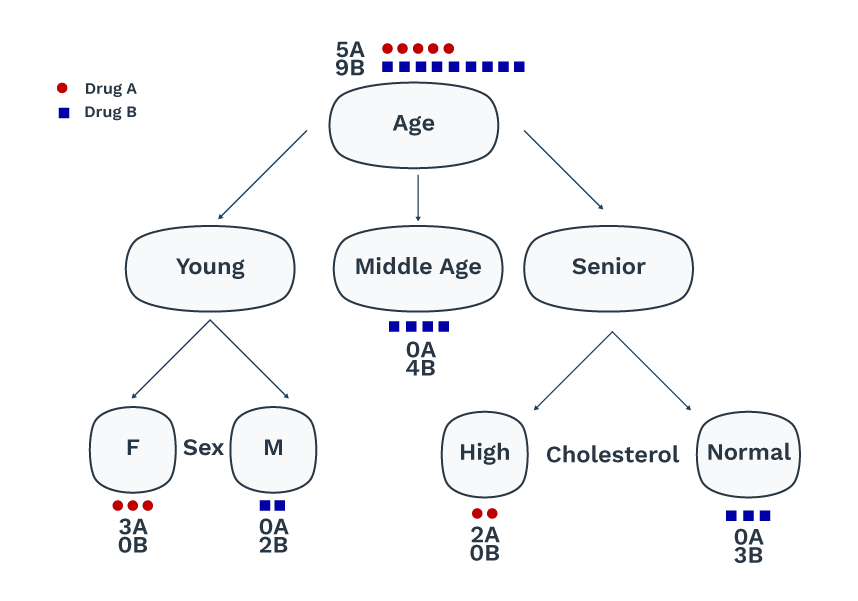 5A
9B
Drug A
Drug B
Age
Young
Middle Age
Senior
0A
4B
F
Sex
M
High
Cholesterol
Normal
3A
0B
0A
2B
2A
0B
0A
3B